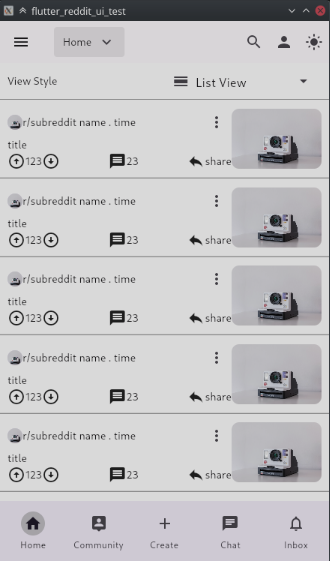 flutter_reddit_ui_test
Home
View Style
List View
r/subreddit name . time
title
123
23
share
r/subreddit name . time
title
123
23
share
r/subreddit name . time
title
123
23
share
r/subreddit name . time
title
123
23
share
r/subreddit name . time
title
123
23
share
Home
Community
Create
Chat
Inbox